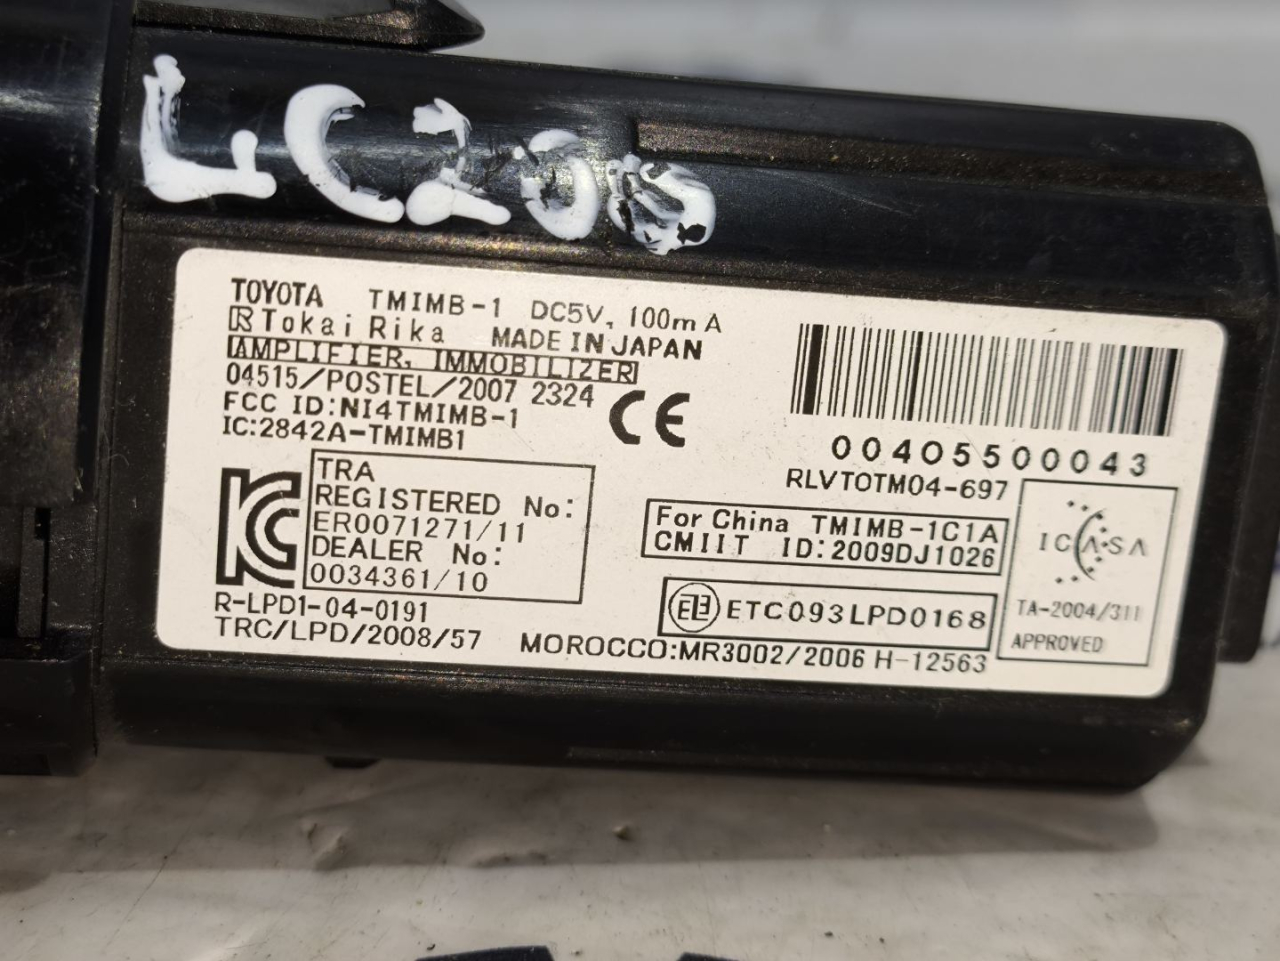 LC200
TOYOTA TMIMB-1 DC5V, 100mA
Tokai Rika MADE IN JAPAN
AMPLIFIER, IMMOBILIZER
04515/POSTEL/2007 2324
FCC ID:NI4TMIMB-1
IC:2842A-TMIMB1
CE
00405500043
RLVTOTM04-697
KC
TRA
REGISTERED No:
ER0071271/11
DEALER No:
0034361/10
For China TMIMB-1C1A
CMIIT ID:2009DJ1026
ICASA
TA-2004/311
APPROVED
ETC093LPD0168
R-LPD1-04-0191
TRC/LPD/2008/57
MOROCCO:MR3002/2006 H-12563